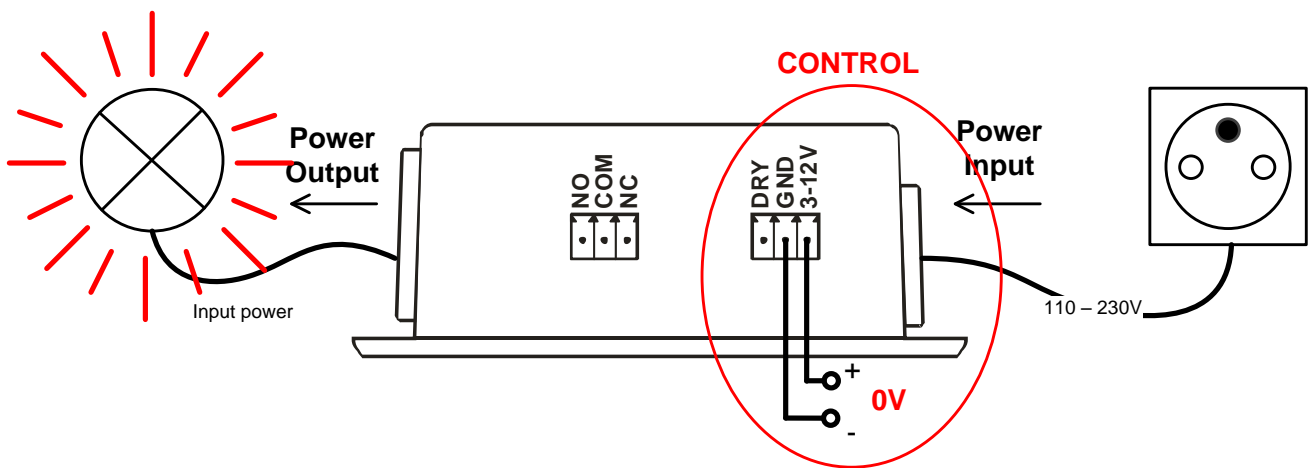 CONTROL
Power
Output
Power
Input
NO
COM
NC
DRY
GND
3-12V
Input power
110 – 230V
+
0V
-